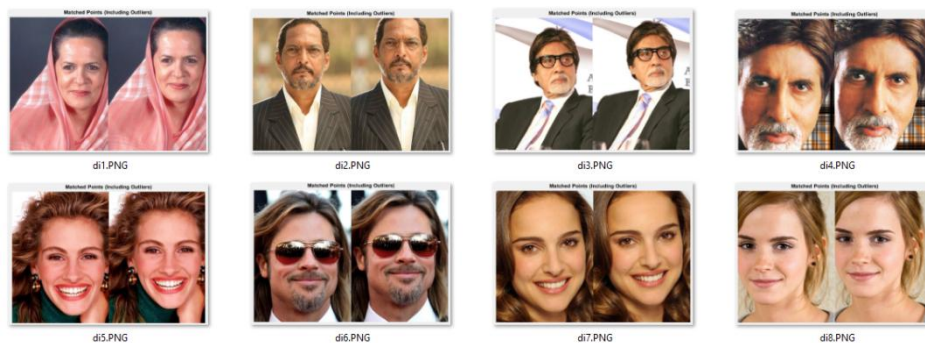 Matched Points (Including Outliers)
Matched Points (Including Outliers)
Matched Points (Including Outliers)
Matched Points (Including Outliers)
di1.PNG
di2.PNG
di3.PNG
di4.PNG
Matched Points (Including Outliers)
Matched Points (Including Outliers)
Matched Points (Including Outliers)
Matched Points (Including Outliers)
di5.PNG
di6.PNG
di7.PNG
di8.PNG